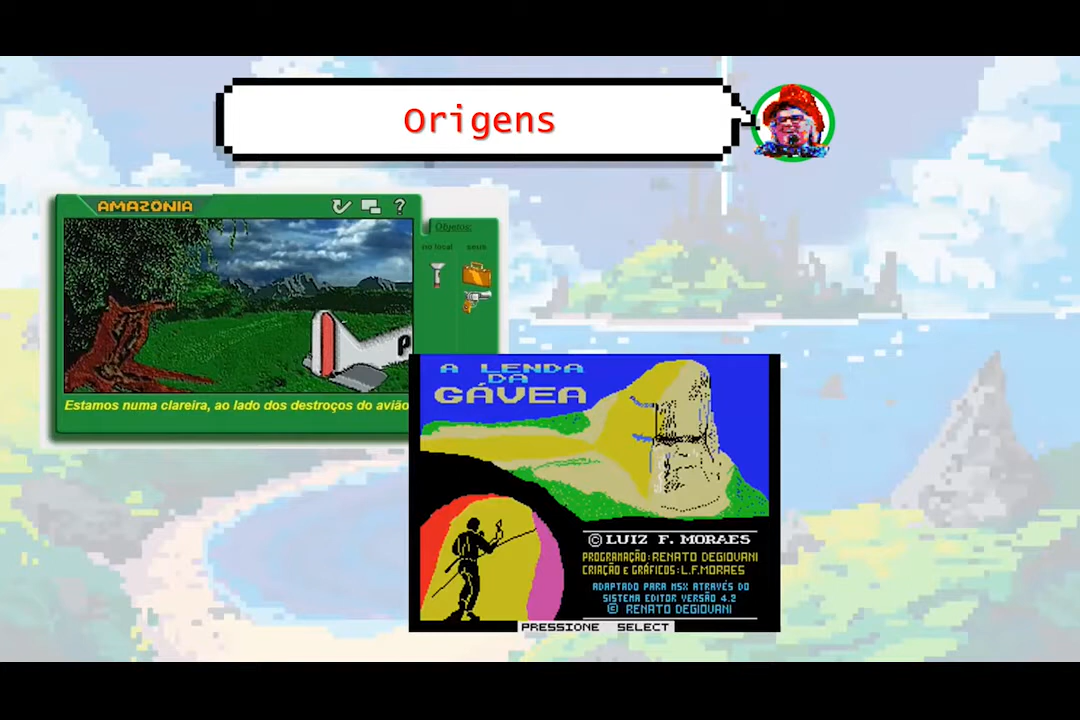 Origens
AMAZONIA
?
Objetos:
no local seus
P
Estamos numa clareira, ao lado dos destroços do avião
A LENDA
DA
GÁVEA
©LUIZ F. MORAES
PROGRAMAÇÃO: RENATO DEGIOVANI
CRIAÇÃO E GRÁFICOS: L.F.MORAES
ADAPTADO PARA MSX ATRAVÉS DO
SISTEMA EDITOR VERSÃO 4.2
© RENATO DEGIOVANI
PRESSIONE SELECT